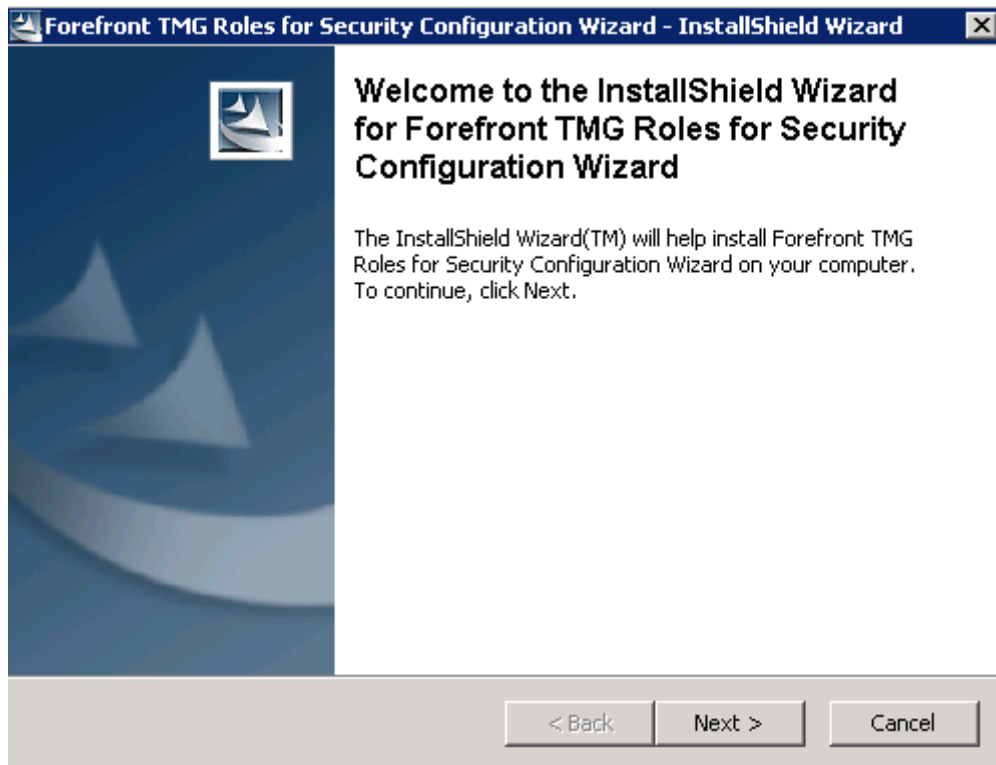 Forefront TMG Roles for Security Configuration Wizard - InstallShield Wizard
Welcome to the InstallShield Wizard
for Forefront TMG Roles for Security
Configuration Wizard
The InstallShield Wizard(TM) will help install Forefront TMG
Roles for Security Configuration Wizard on your computer.
To continue, click Next.
< Back
Next >
Cancel